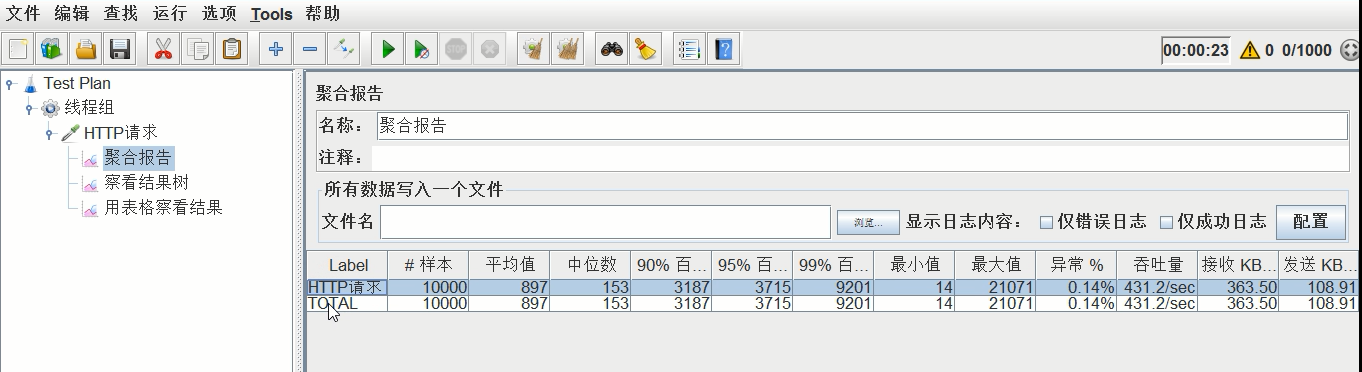 文件 编辑 查找 运行 选项 Tools 帮助
STOP 00:00:23 0 0/1000
Test Plan
线程组
HTTP请求
聚合报告
察看结果树
用表格察看结果
聚合报告
名称： 聚合报告
注释：
所有数据写入一个文件
文件名 浏览... 显示日志内容： 仅错误日志 仅成功日志 配置
Label # 样本 平均值 中位数 90% 百... 95% 百... 99% 百... 最小值 最大值 异常 % 吞吐量 接收 KB... 发送 KB...
HTTP请求 10000 897 153 3187 3715 9201 14 21071 0.14% 431.2/sec 363.50 108.91
TOTAL 10000 897 153 3187 3715 9201 14 21071 0.14% 431.2/sec 363.50 108.91